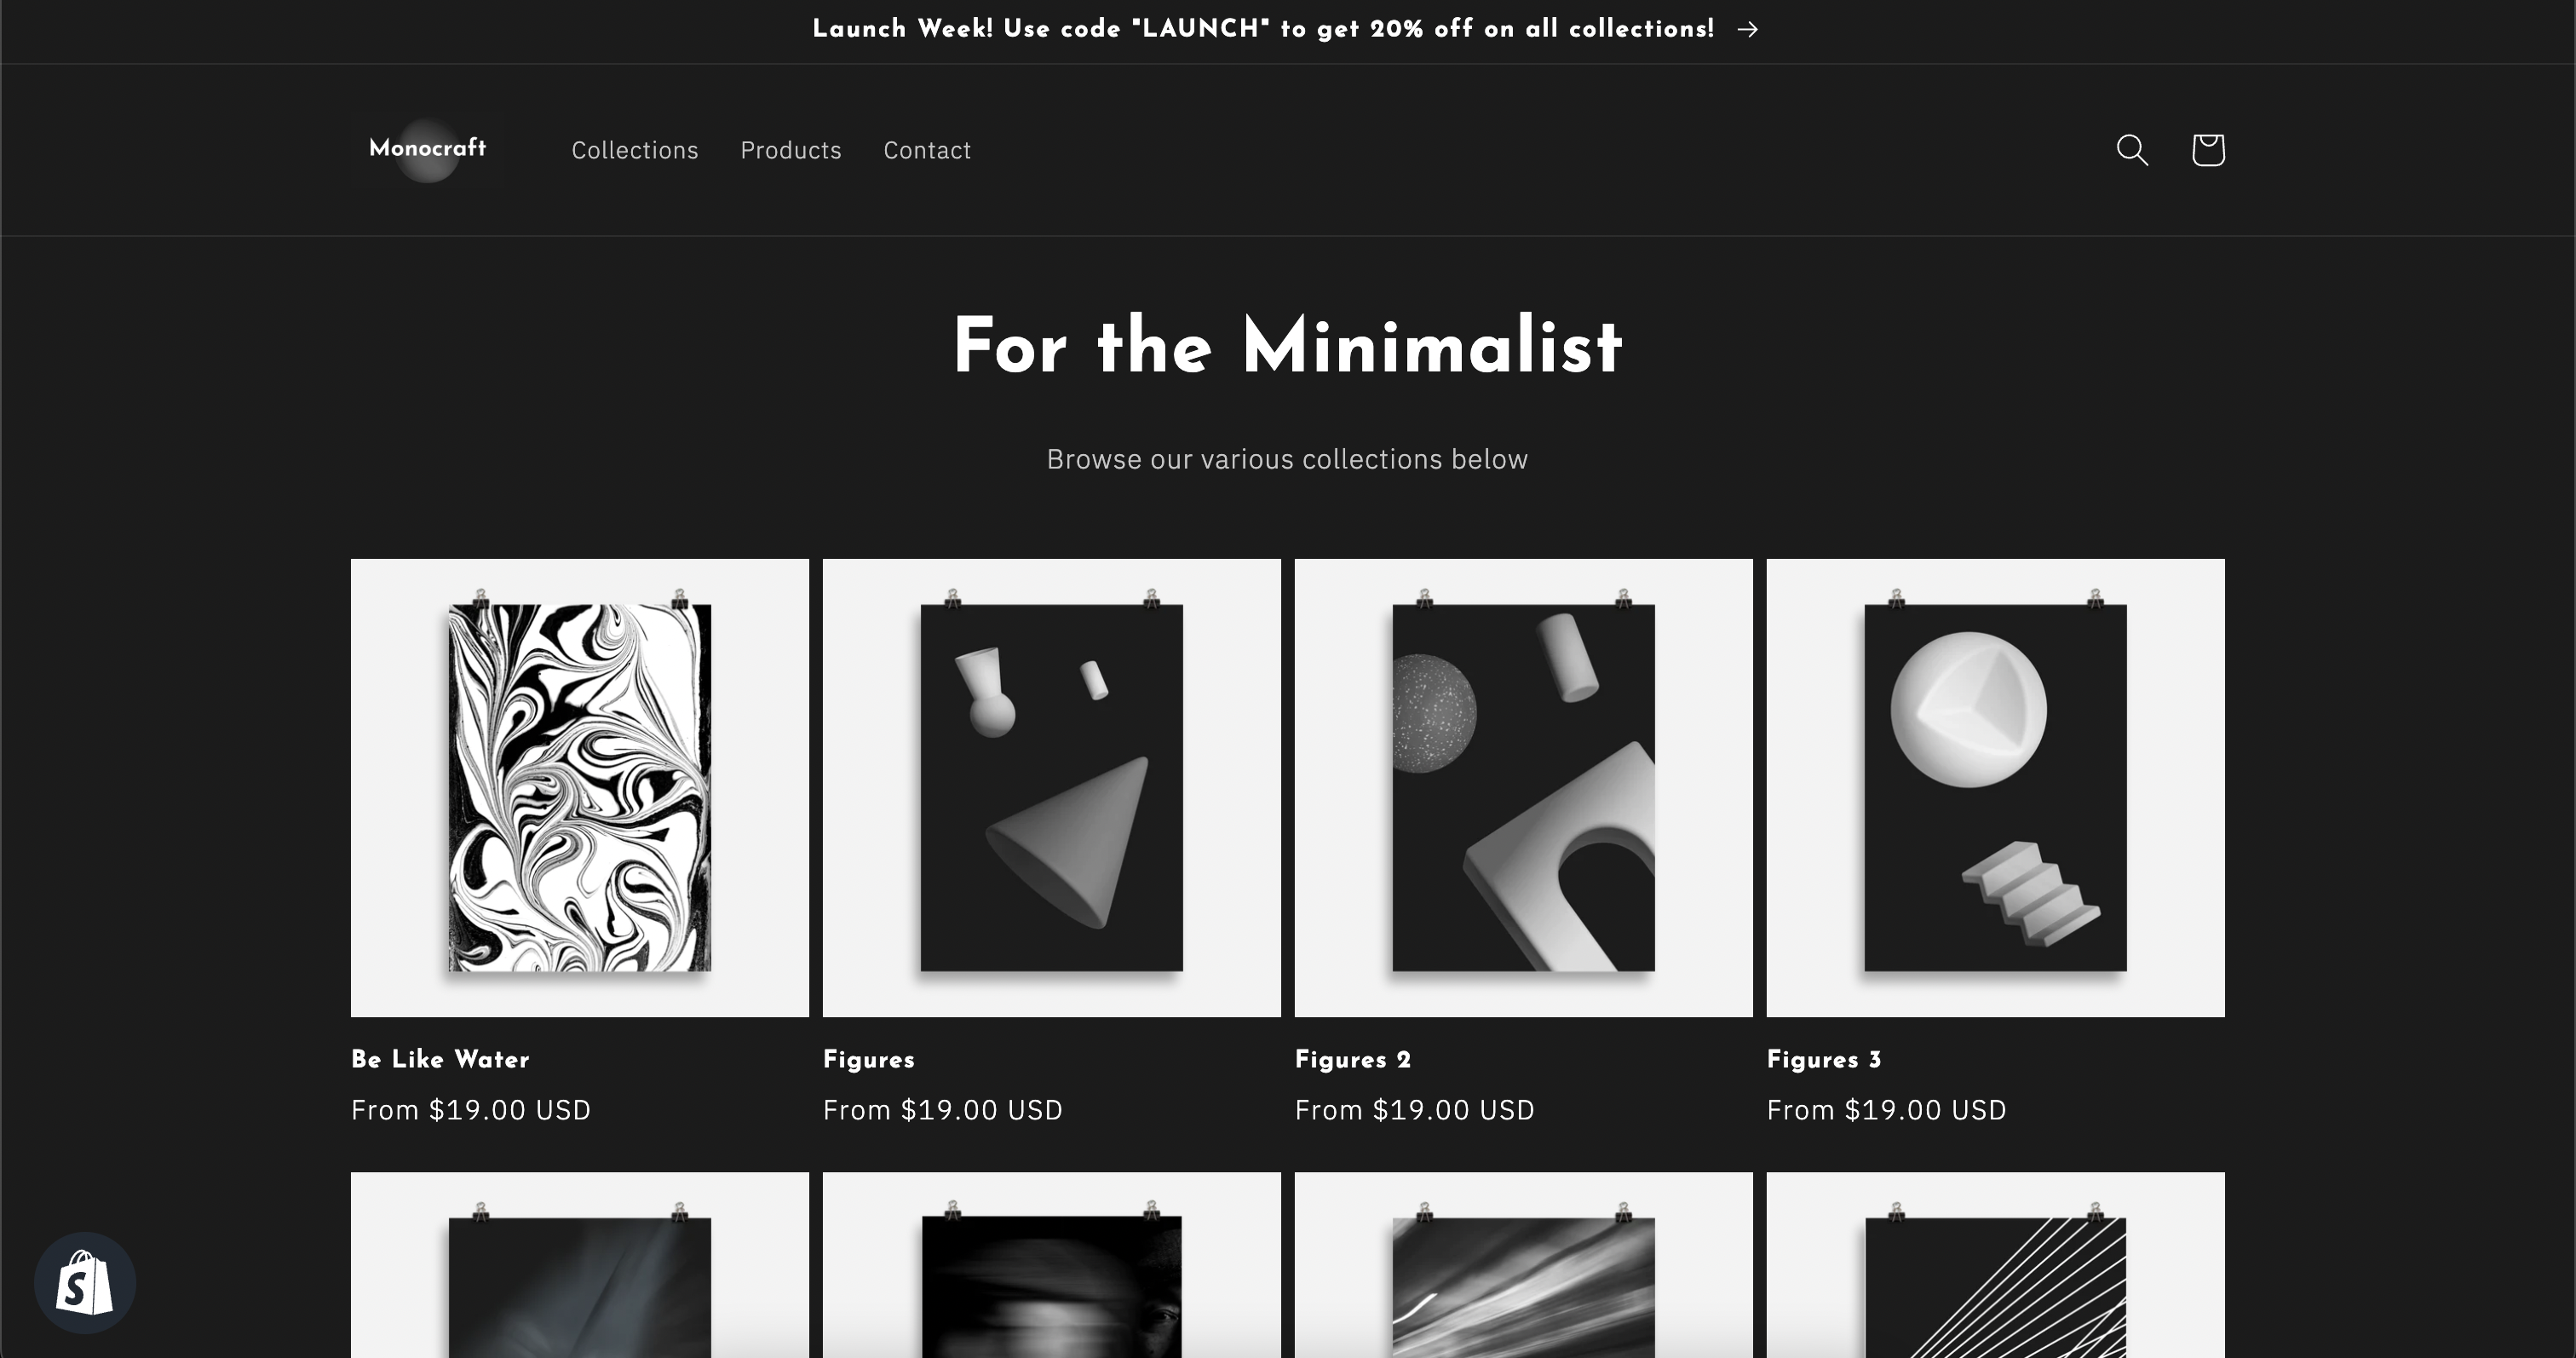 Launch Week! Use code "LAUNCH" to get 20% off on all collections!
Monocraft
Collections
Products
Contact
For the Minimalist
Browse our various collections below
Be Like Water
From $19.00 USD
Figures
From $19.00 USD
Figures 2
From $19.00 USD
Figures 3
From $19.00 USD